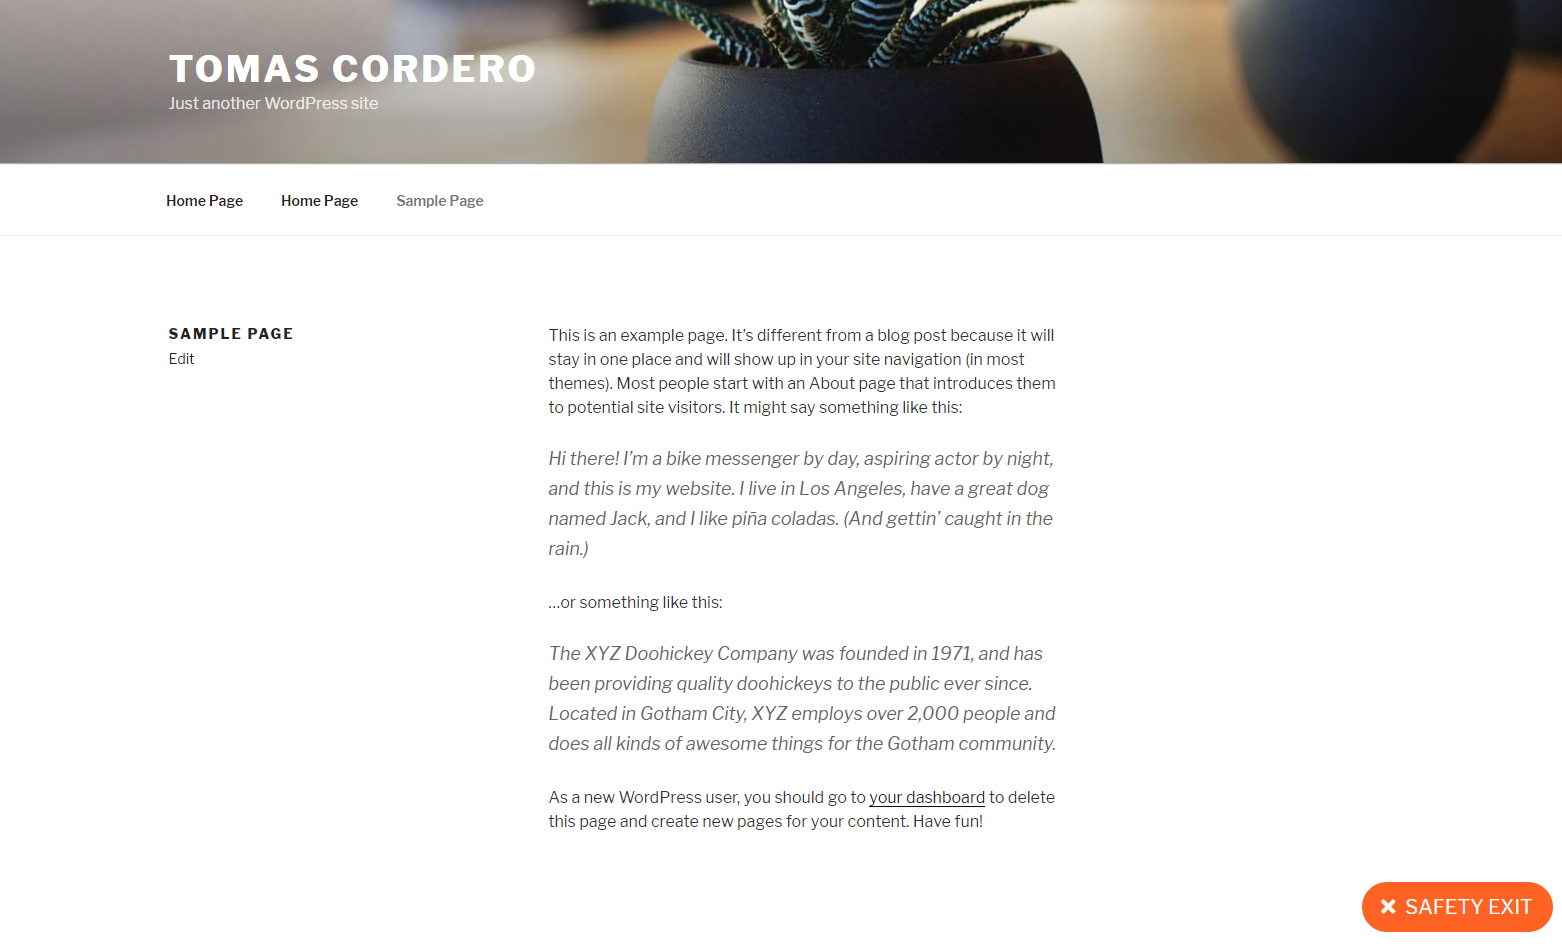 TOMAS CORDERO
Just another WordPress site
Home Page Home Page Sample Page
SAMPLE PAGE
Edit
This is an example page. It’s different from a blog post because it will
stay in one place and will show up in your site navigation (in most
themes). Most people start with an About page that introduces them
to potential site visitors. It might say something like this:
Hi there! I’m a bike messenger by day, aspiring actor by night,
and this is my website. I live in Los Angeles, have a great dog
named Jack, and I like piña coladas. (And gettin’ caught in the
rain.)
…or something like this:
The XYZ Doohickey Company was founded in 1971, and has
been providing quality doohickeys to the public ever since.
Located in Gotham City, XYZ employs over 2,000 people and
does all kinds of awesome things for the Gotham community.
As a new WordPress user, you should go to your dashboard to delete
this page and create new pages for your content. Have fun!
SAFETY EXIT